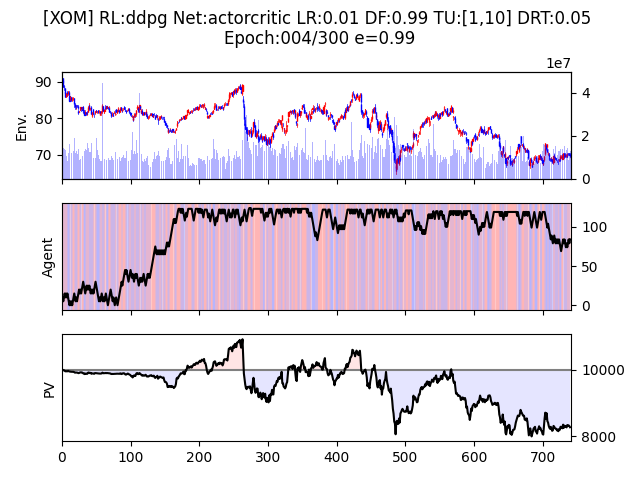 [XOM] RL:ddpg Net:actorcritic LR:0.01 DF:0.99 TU:[1,10] DRT:0.05
Epoch:004/300 e=0.99
1e7
90
80
70
Env.
4
2
0
Agent
100
50
0
PV
10000
8000
0 100 200 300 400 500 600 700